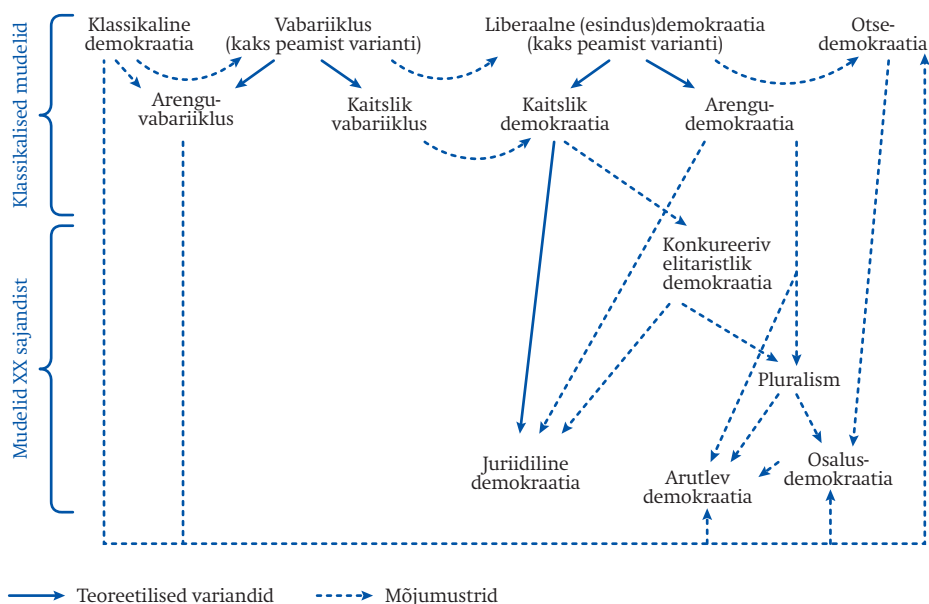 Klassikalised mudelid
Mudelid XX sajandist
Klassikaline
demokraatia
Vabariiklus
(kaks peamist varianti)
Liberaalne (esindus)demokraatia
(kaks peamist varianti)
Otse-
demokraatia
Arengu-
vabariiklus
Kaitslik
vabariiklus
Kaitslik
demokraatia
Arengu-
demokraatia
Konkureeriv
elitaristlik
demokraatia
Pluralism
Juriidiline
demokraatia
Arutlev
demokraatia
Osalus-
demokraatia
Teoreetilised variandid
Mõjumustrid